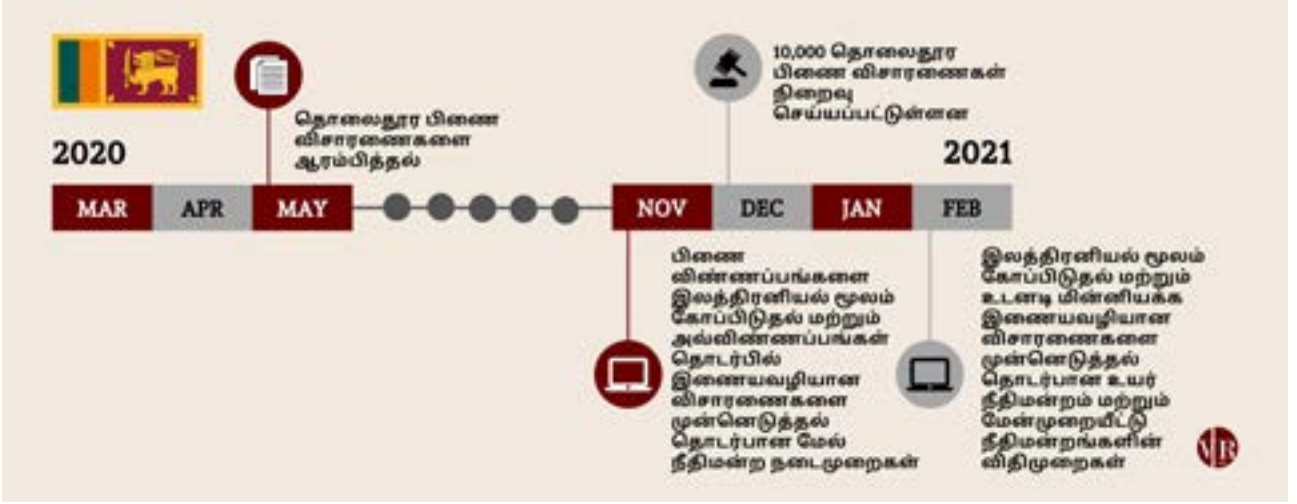 தொலைதூர பிணை
விசாரணைகளை
ஆரம்பித்தல்
10,000 தொலைதூர
பிணை விசாரணைகள்
நிறைவு
செய்யப்பட்டுள்ளன
2020
2021
MAR APR MAY NOV DEC JAN FEB
பிணை
விண்ணப்பங்களை
இலத்திரனியல் மூலம்
கோப்பிடுதல் மற்றும்
அவ்விண்ணப்பங்கள்
தொடர்பில்
இணையவழியான
விசாரணைகளை
முன்னெடுத்தல்
தொடர்பான மேல்
நீதிமன்ற நடைமுறைகள்
இலத்திரனியல் மூலம்
கோப்பிடுதல் மற்றும்
உடனடி மின்னியக்க
இணையவழியான
விசாரணைகளை
முன்னெடுத்தல்
தொடர்பான உயர்
நீதிமன்றம் மற்றும்
மேன்முறையீட்டு
நீதிமன்றங்களின்
விதிமுறைகள்
VR